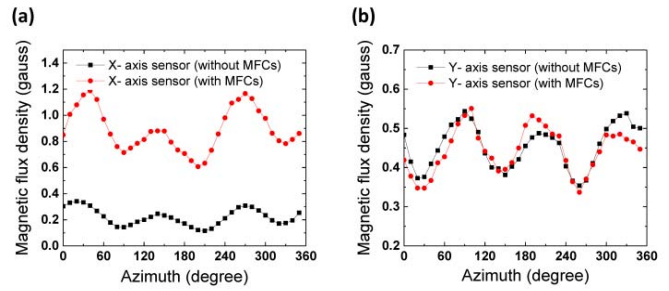 (a)
X- axis sensor (without MFCs)
X- axis sensor (with MFCs)
Magnetic flux density (gauss)
1.4
1.2
1.0
0.8
0.6
0.4
0.2
0.0
0 60 120 180 240 300 360
Azimuth (degree)
(b)
Y- axis sensor (without MFCs)
Y- axis sensor (with MFCs)
Magnetic flux density (gauss)
0.7
0.6
0.5
0.4
0.3
0.2
0 60 120 180 240 300 360
Azimuth (degree)